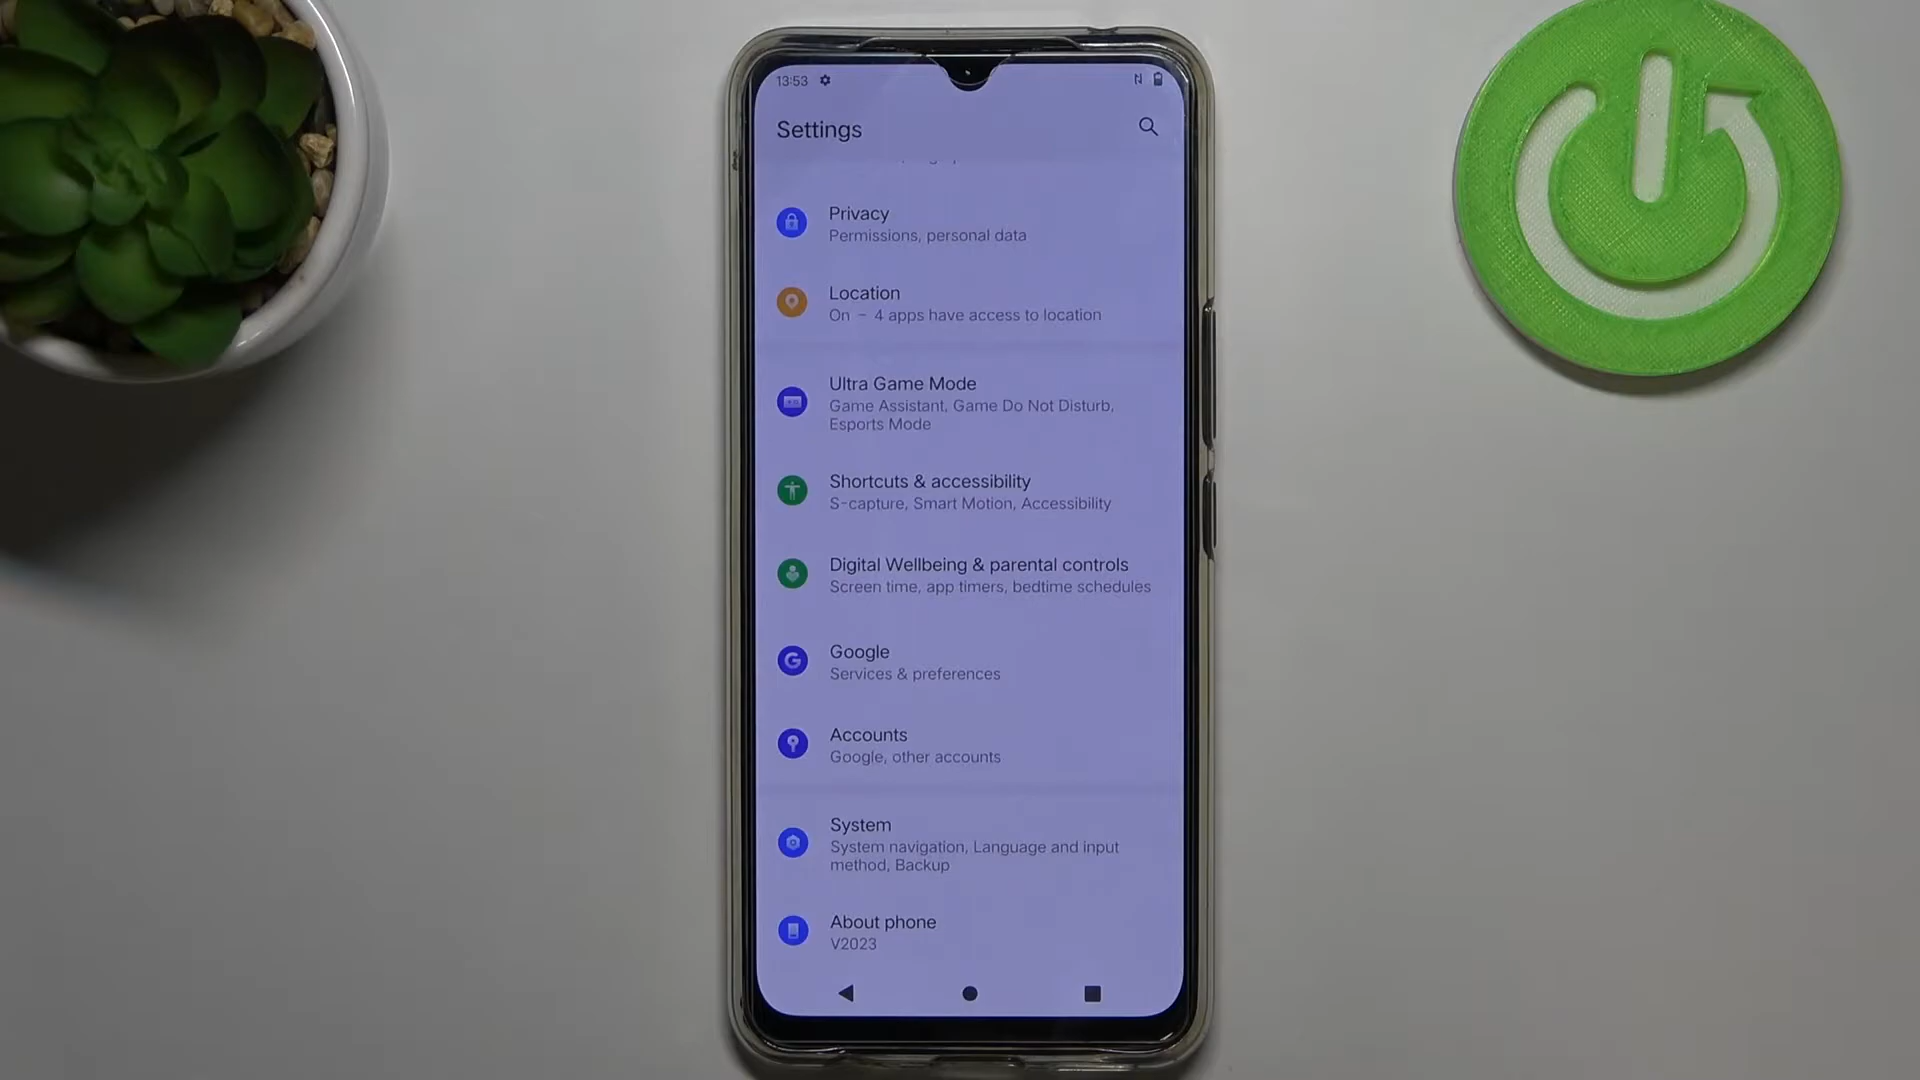 13:53
Settings
Privacy
Permissions, personal data
Location
On – 4 apps have access to location
Ultra Game Mode
Game Assistant, Game Do Not Disturb,
Esports Mode
Shortcuts & accessibility
S-capture, Smart Motion, Accessibility
Digital Wellbeing & parental controls
Screen time, app timers, bedtime schedules
Google
Services & preferences
Accounts
Google, other accounts
System
System navigation, Language and input
method, Backup
About phone
V2023